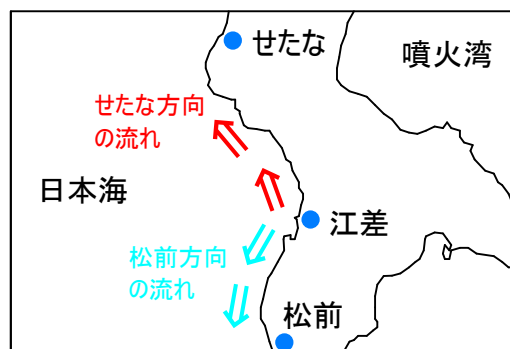 せたな
噴火湾
せたな方向
の流れ
日本海
江差
松前方向
の流れ
松前